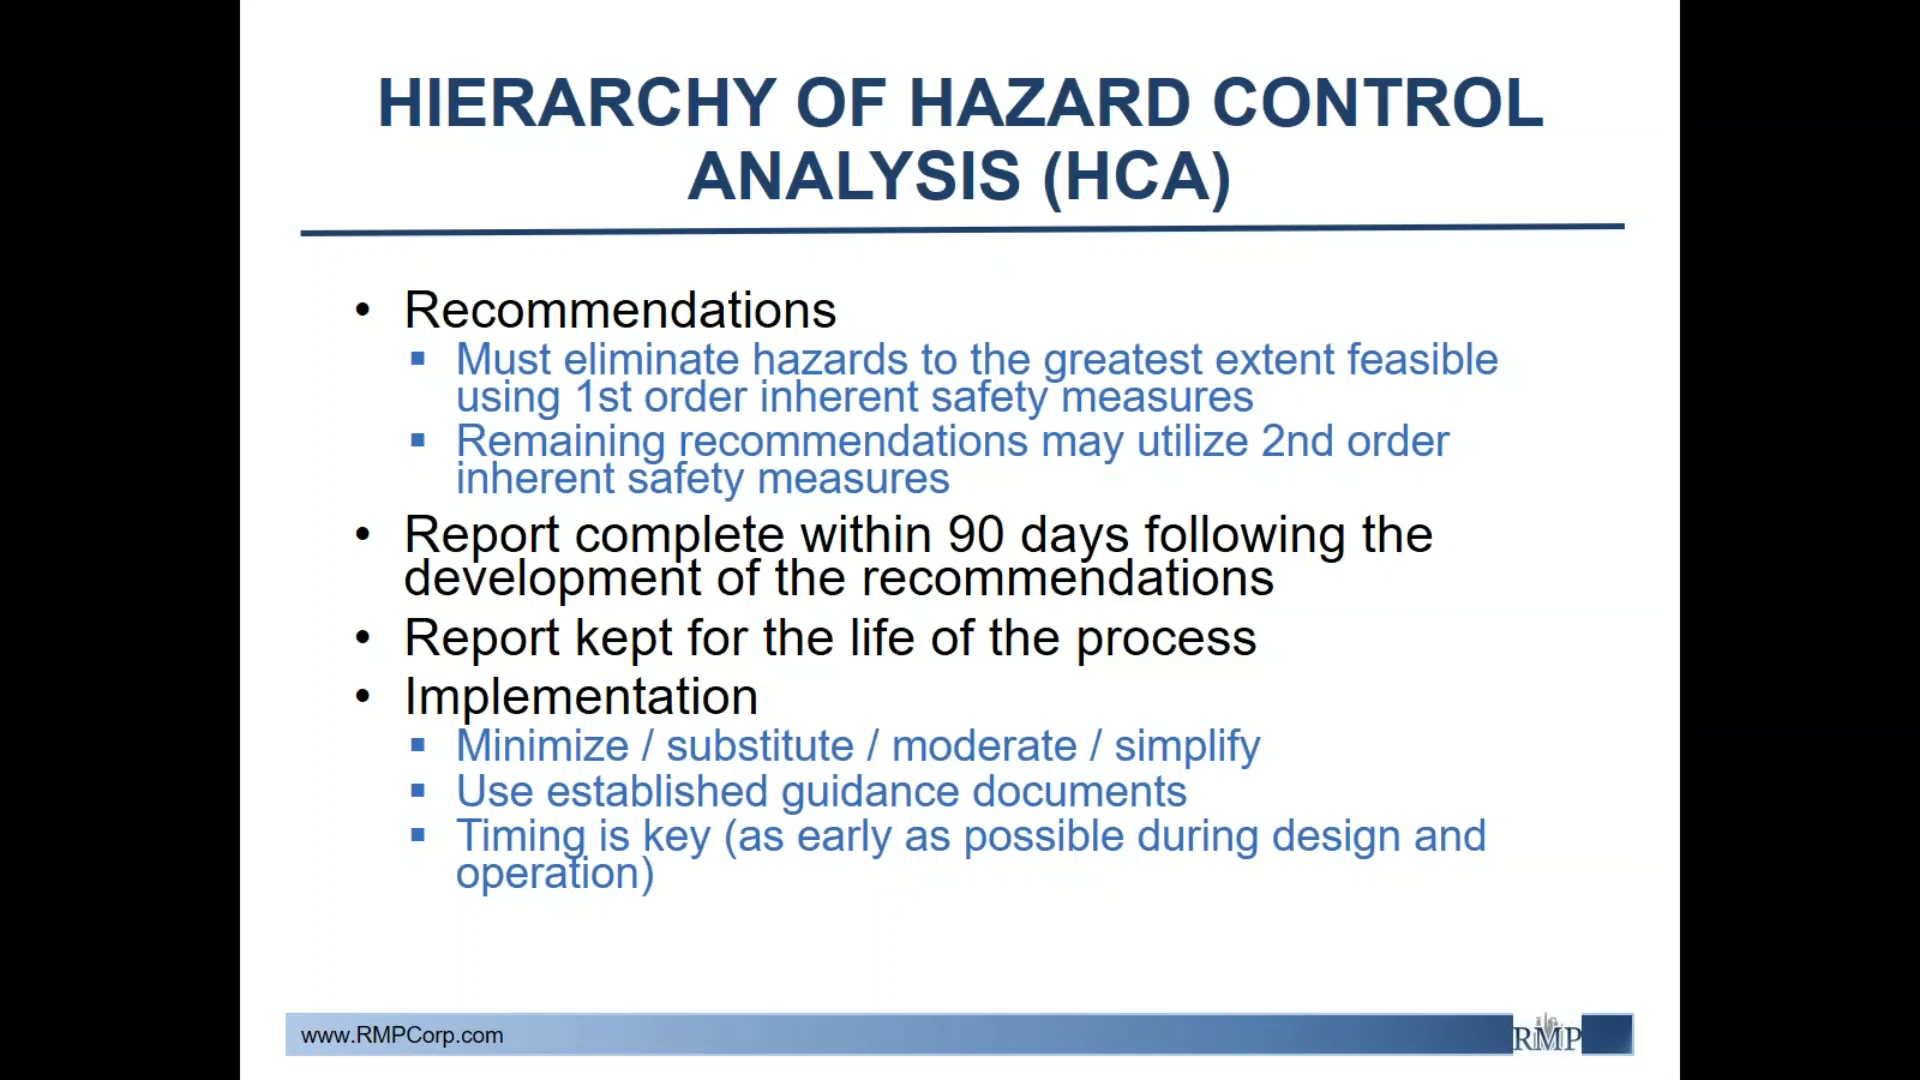 HIERARCHY OF HAZARD CONTROL
ANALYSIS (HCA)
• Recommendations
▪ Must eliminate hazards to the greatest extent feasible
using 1st order inherent safety measures
▪ Remaining recommendations may utilize 2nd order
inherent safety measures
• Report complete within 90 days following the
development of the recommendations
• Report kept for the life of the process
• Implementation
▪ Minimize / substitute / moderate / simplify
▪ Use established guidance documents
▪ Timing is key (as early as possible during design and
operation)
www.RMPCorp.com
RMP